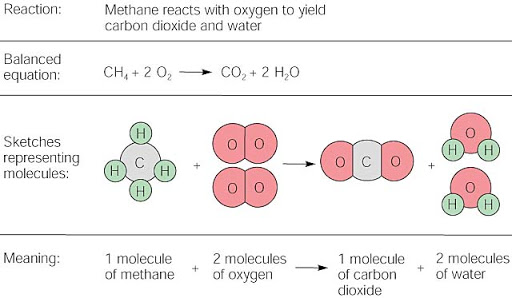 Reaction: Methane reacts with oxygen to yield
carbon dioxide and water
Balanced
equation:
CH₄ + 2 O₂ ⟶ CO₂ + 2 H₂O
Sketches
representing
molecules:
H
H C H
H
+
O O
O O
⟶
O C O
+
O
H H
O
H H
Meaning:
1 molecule
of methane
+
2 molecules
of oxygen
⟶
1 molecule
of carbon
dioxide
+
2 molecules
of water